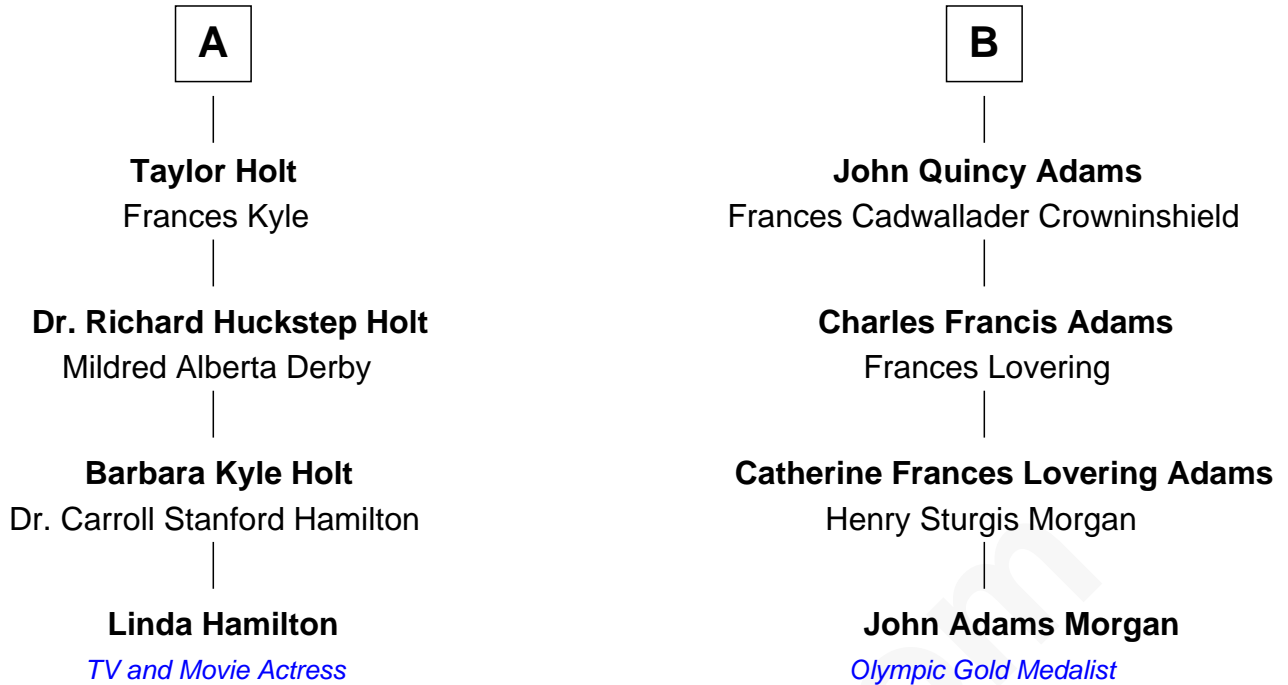 A
Taylor Holt
Frances Kyle
Dr. Richard Huckstep Holt
Mildred Alberta Derby
Barbara Kyle Holt
Dr. Carroll Stanford Hamilton
Linda Hamilton
TV and Movie Actress
B
John Quincy Adams
Frances Cadwallader Crowninshield
Charles Francis Adams
Frances Lovering
Catherine Frances Lovering Adams
Henry Sturgis Morgan
John Adams Morgan
Olympic Gold Medalist